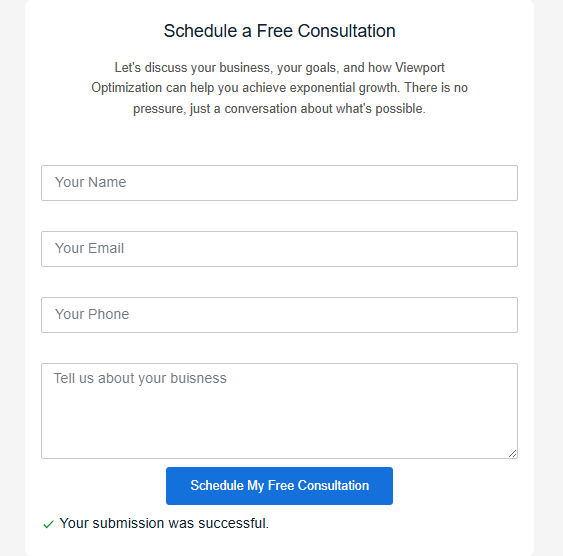 Schedule a Free Consultation
Let's discuss your business, your goals, and how Viewport
Optimization can help you achieve exponential growth. There is no
pressure, just a conversation about what's possible.
Your Name
Your Email
Your Phone
Tell us about your buisness
Schedule My Free Consultation
Your submission was successful.